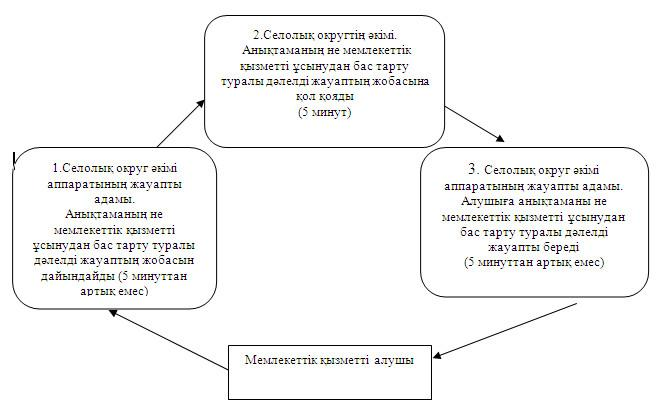 2.Селолық округтің әкімі.
Анықтаманың не мемлекеттік
қызметті ұсынудан бас тарту
туралы дәлелді жауаптың жобасына
қол қояды
(5 минут)
1.Селолық округ әкімі
аппаратының жауапты
адамы.
Анықтаманың не
мемлекеттік қызметті
ұсынудан бас тарту туралы
дәлелді жауаптың жобасын
дайындайды (5 минуттан
артық емес)
3. Селолық округ әкімі
аппаратының жауапты адамы.
Алушыға анықтаманы не
мемлекеттік қызметті ұсынудан
бас тарту туралы дәлелді
жауапты береді
(5 минуттан артық емес)
Мемлекеттік қызметті алушы